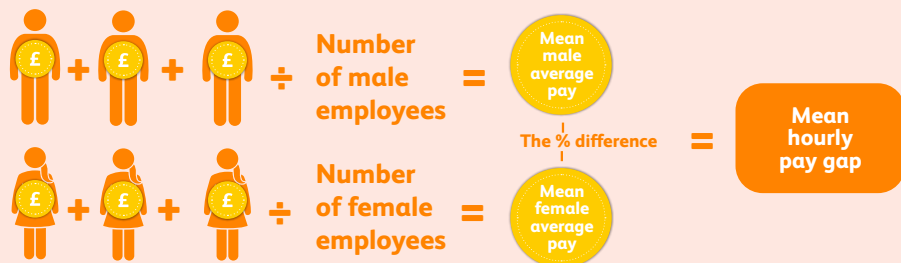 £ + £ + £ ÷
Number
of male
employees
=
Mean
male
average
pay
The % difference
=
Mean
hourly
pay gap
£ + £ + £ ÷
Number
of female
employees
=
Mean
female
average
pay